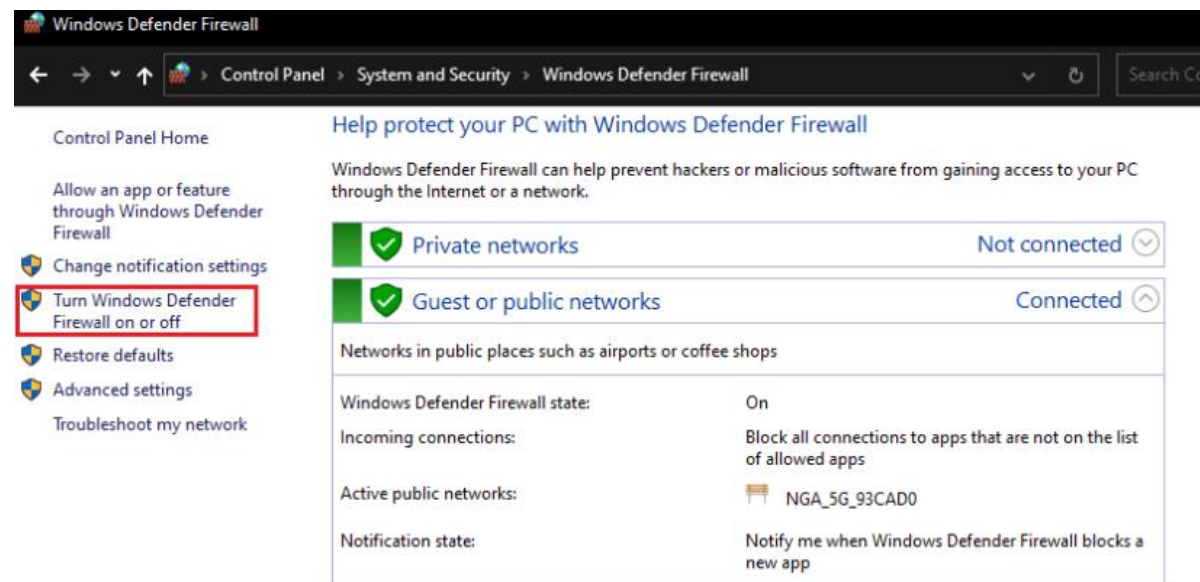 Windows Defender Firewall
Control Panel › System and Security › Windows Defender Firewall
Control Panel Home
Allow an app or feature
through Windows Defender
Firewall
Change notification settings
Turn Windows Defender
Firewall on or off
Restore defaults
Advanced settings
Troubleshoot my network
Help protect your PC with Windows Defender Firewall
Windows Defender Firewall can help prevent hackers or malicious software from gaining access to your PC
through the Internet or a network.
Private networks Not connected
Guest or public networks Connected
Networks in public places such as airports or coffee shops
Windows Defender Firewall state: On
Incoming connections: Block all connections to apps that are not on the list
of allowed apps
Active public networks: NGA_5G_93CAD0
Notification state: Notify me when Windows Defender Firewall blocks a
new app